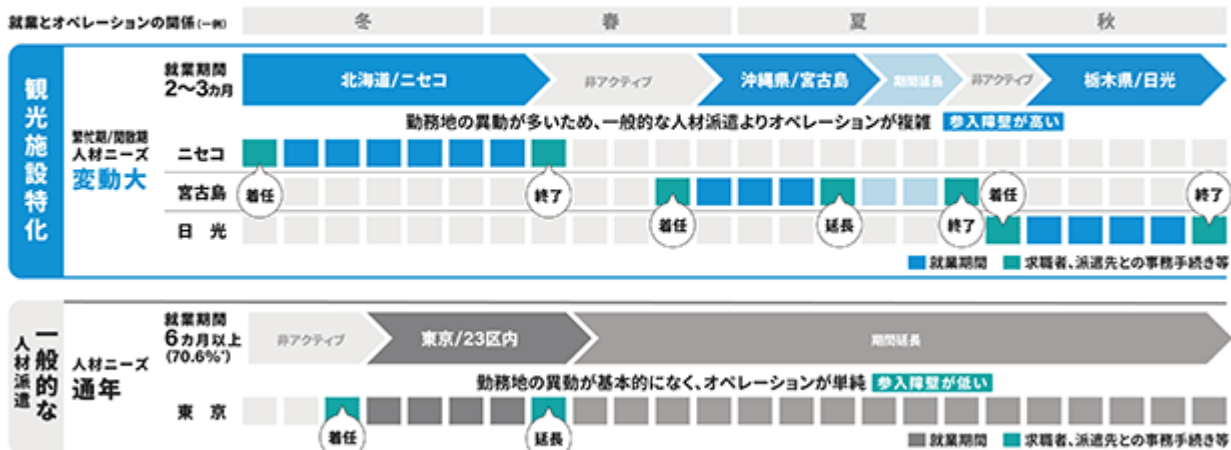 就業とオペレーションの関係(一例)
冬 春 夏 秋
観光施設特化
就業期間
2〜3カ月
北海道/ニセコ 非アクティブ 沖縄県/宮古島 期間延長 非アクティブ 栃木県/日光
勤務地の異動が多いため、一般的な人材派遣よりオペレーションが複雑 参入障壁が高い
繁忙期/閑散期
人材ニーズ
変動大
ニセコ
着任 終了
宮古島
着任 延長 終了
日光
着任 終了
就業期間 求職者、派遣先との事務手続き等
一般的な
人材派遣
人材ニーズ
通年
就業期間
6カ月以上
(70.6%*)
非アクティブ 東京/23区内 期間延長
勤務地の異動が基本的になく、オペレーションが単純 参入障壁が低い
東京
着任 延長
就業期間 求職者、派遣先との事務手続き等